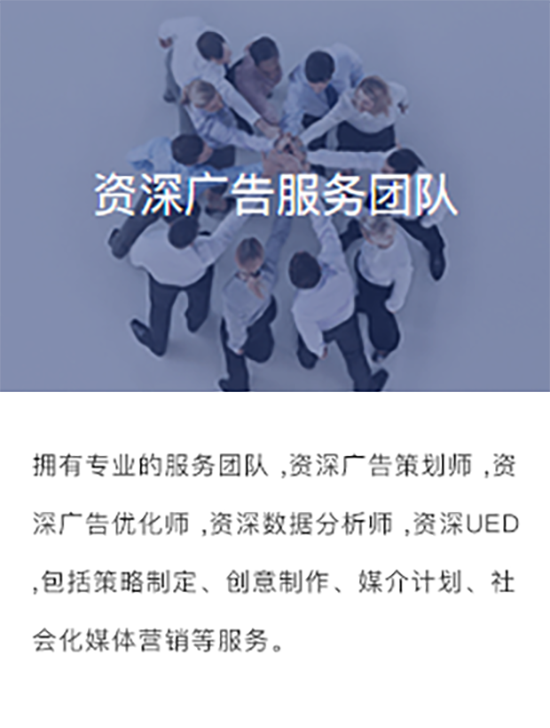 资深广告服务团队
拥有专业的服务团队 ,资深广告策划师 ,资
深广告优化师 ,资深数据分析师 ,资深UED
,包括策略制定、创意制作、媒介计划、社
会化媒体营销等服务。